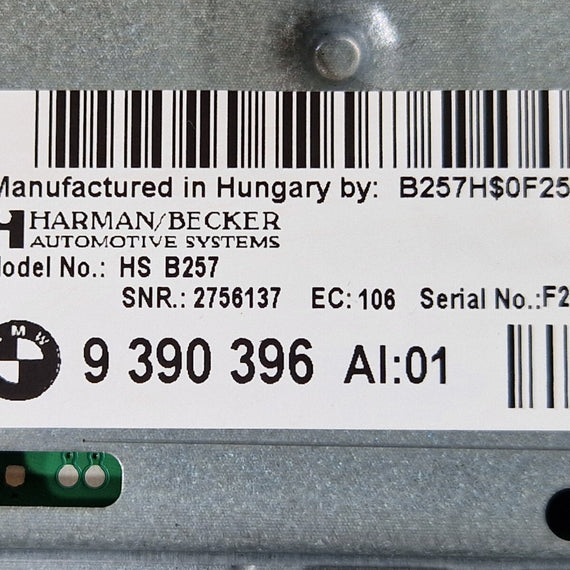 Manufactured in Hungary by: B257H$0F25
HARMAN/BECKER
AUTOMOTIVE SYSTEMS
Model No.: HS B257
SNR.: 2756137 EC: 106 Serial No.:F2
BMW 9 390 396 AI:01